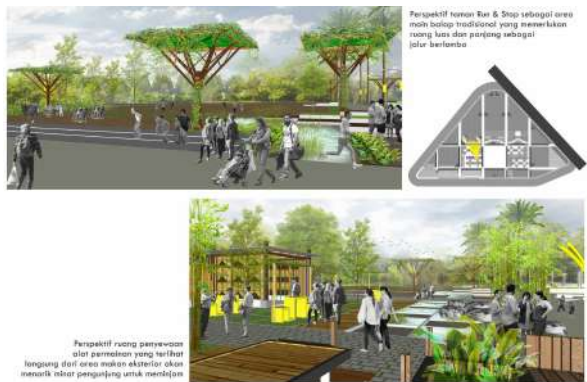 Perspektif taman Run & Stop sebagai area
main balap tradisional yang memerlukan
ruang luas dan panjang sebagai
jalur berlomba
Perspektif ruang penyewaan
alat permainan yang terlihat
langsung dari area makan eksterior akan
menarik minat pengunjung untuk meminjam